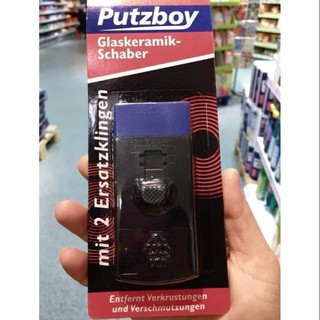 Putzboy
Glaskeramik-
Schaber
mit 2 Ersatzklingen
Entfernt Verkrustungen
und Verschmutzungen